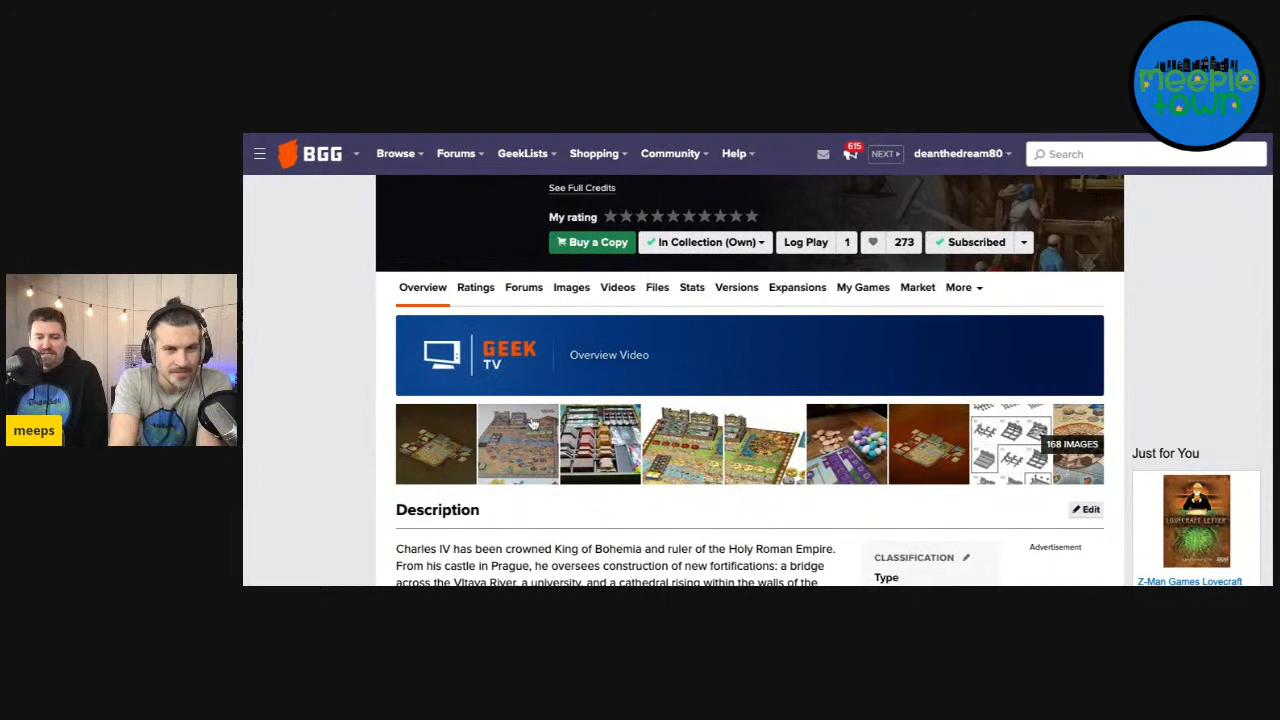 meeple
town
BGG
Browse
Forums
GeekLists
Shopping
Community
Help
615
NEXT
deanthedream80
Search
See Full Credits
My rating
Buy a Copy
In Collection (Own)
Log Play
1
273
Subscribed
Overview
Ratings
Forums
Images
Videos
Files
Stats
Versions
Expansions
My Games
Market
More
GEEK
TV
Overview Video
168 IMAGES
meeps
Just for You
Description
Edit
LOVECRAFT LETTER
Charles IV has been crowned King of Bohemia and ruler of the Holy Roman Empire.
From his castle in Prague, he oversees construction of new fortifications: a bridge
across the Vltava River, a university, and a cathedral rising within the walls of the
CLASSIFICATION
Type
Advertisement
Z-Man Games Lovecraft